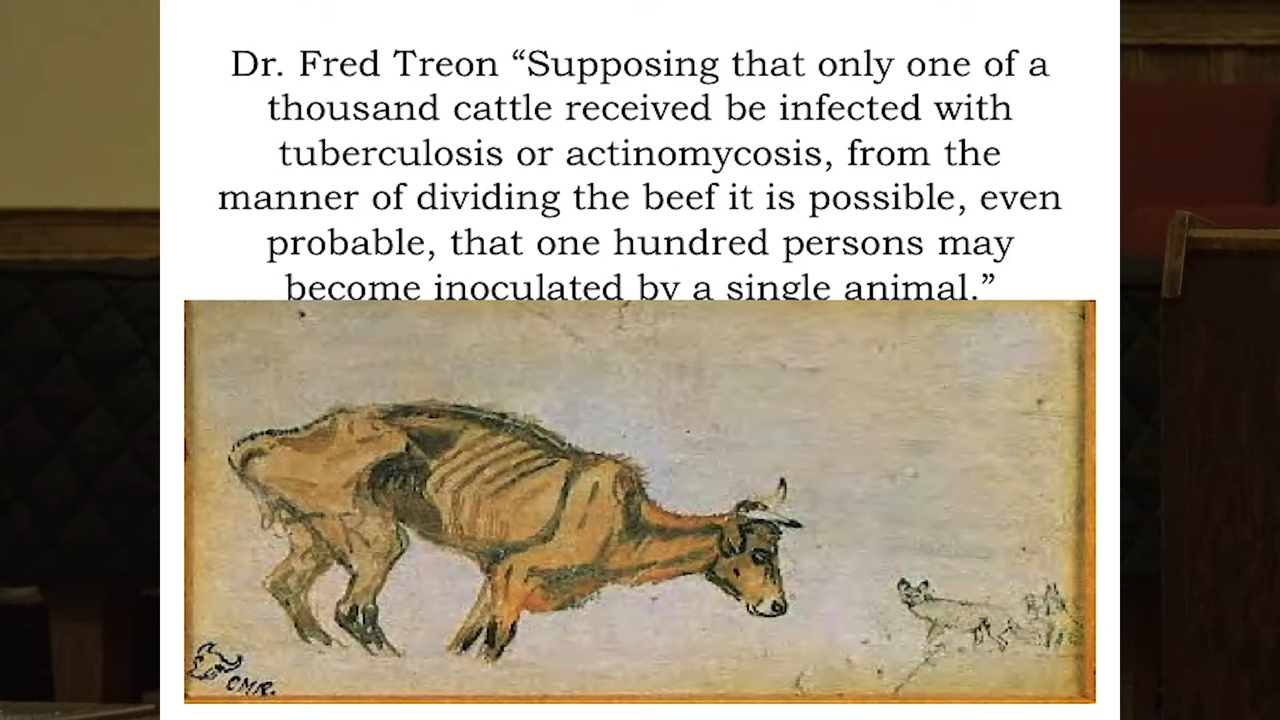 Dr. Fred Treon “Supposing that only one of a
thousand cattle received be infected with
tuberculosis or actinomycosis, from the
manner of dividing the beef it is possible, even
probable, that one hundred persons may
become inoculated by a single animal.”
CMR.